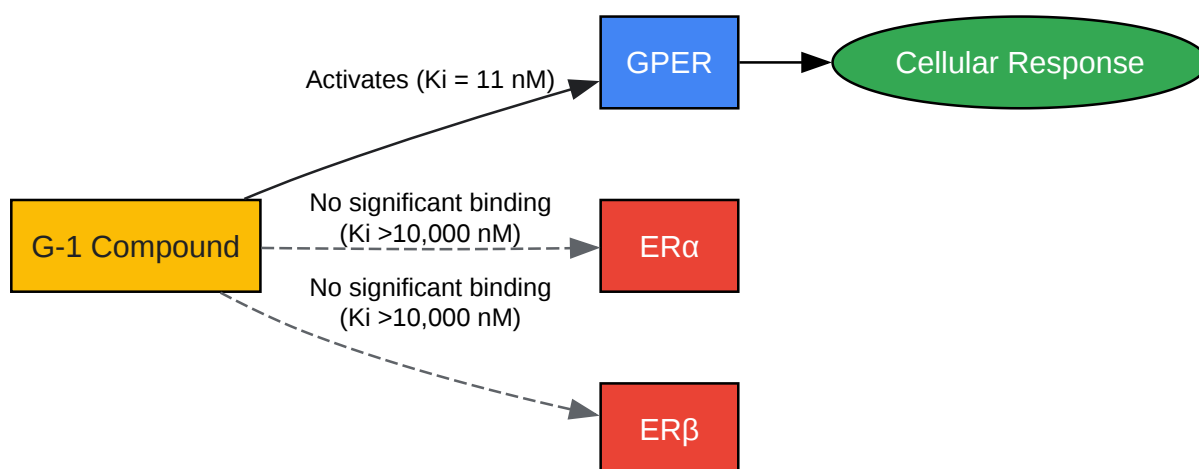 GPER
Cellular Response
Activates (Ki = 11 nM)
No significant binding
(Ki >10,000 nM)
G-1 Compound
ERα
No significant binding
(Ki >10,000 nM)
ERβ